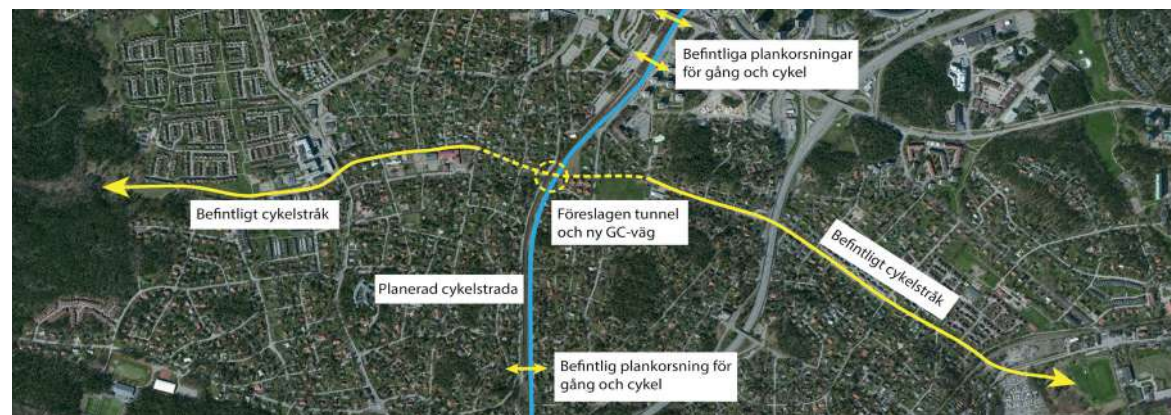 Befintliga plankorsningar
för gång och cykel
Befintligt cykelstråk
Föreslagen tunnel
och ny GC-väg
Befintligt cykelstråk
Planerad cykelstrada
Befintlig plankorsning för
gång och cykel